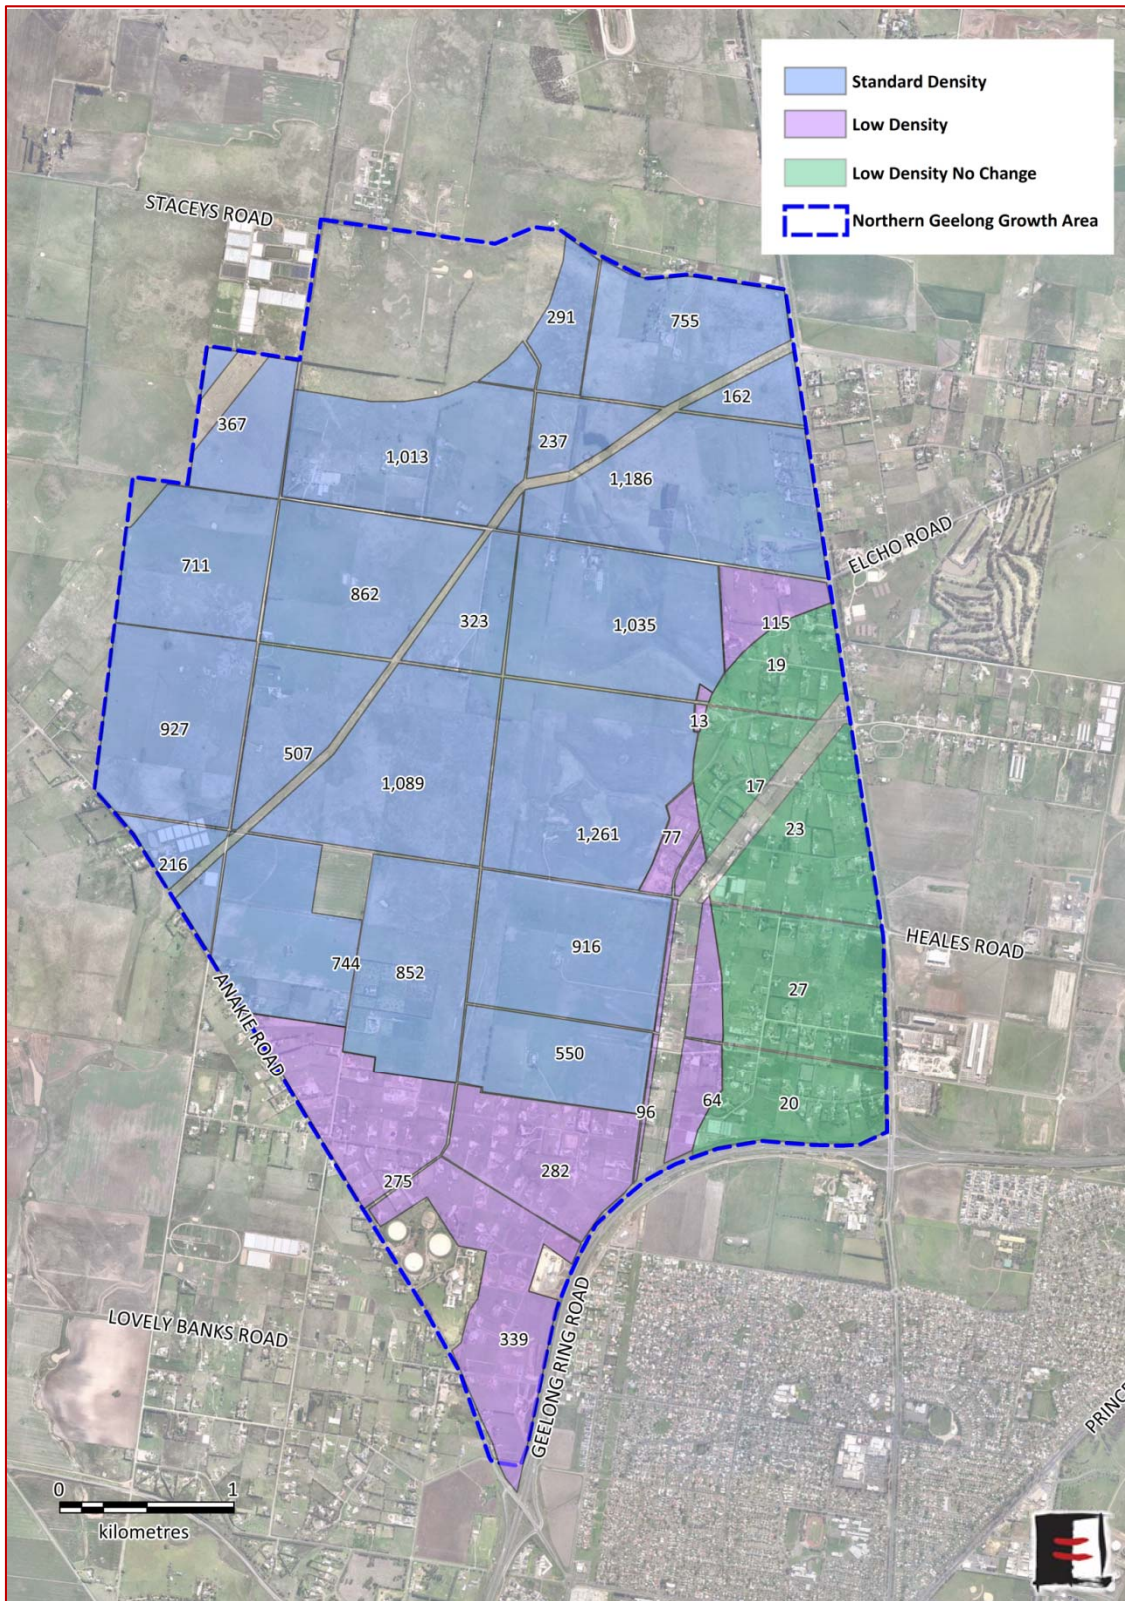 Standard Density
Low Density
Low Density No Change
Northern Geelong Growth Area
STACEYS ROAD
291
755
162
367
237
1,013
1,186
ELCHO ROAD
711
862
323
1,035
115
19
13
927
507
1,089
17
23
1,261
77
216
916
HEALES ROAD
744
852
27
ANAKIE ROAD
550
96
64
20
275
282
LOVELY BANKS ROAD
339
GEELONG RING ROAD
PRINC
0 1
kilometres